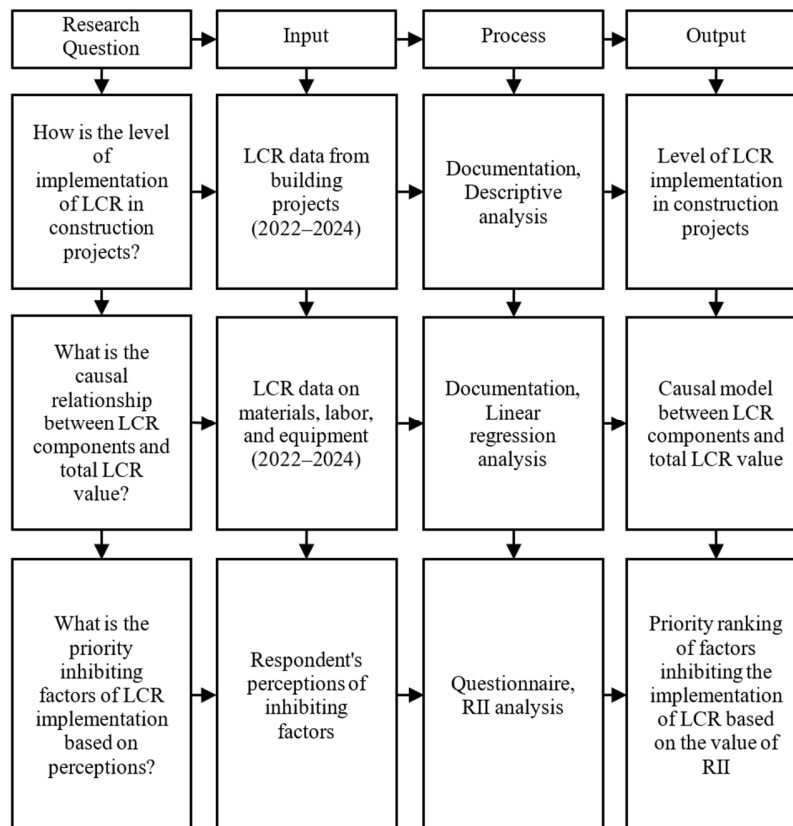 Research
Question
Input
Process
Output
How is the level
of
implementation
of LCR in
construction
projects?
LCR data from
building
projects
(2022–2024)
Documentation,
Descriptive
analysis
Level of LCR
implementation
in construction
projects
What is the
causal
relationship
between LCR
components and
total LCR
value?
LCR data on
materials, labor,
and equipment
(2022–2024)
Documentation,
Linear
regression
analysis
Causal model
between LCR
components and
total LCR value
What is the
priority
inhibiting
factors of LCR
implementation
based on
perceptions?
Respondent's
perceptions of
inhibiting
factors
Questionnaire,
RII analysis
Priority ranking
of factors
inhibiting the
implementation
of LCR based
on the value of
RII